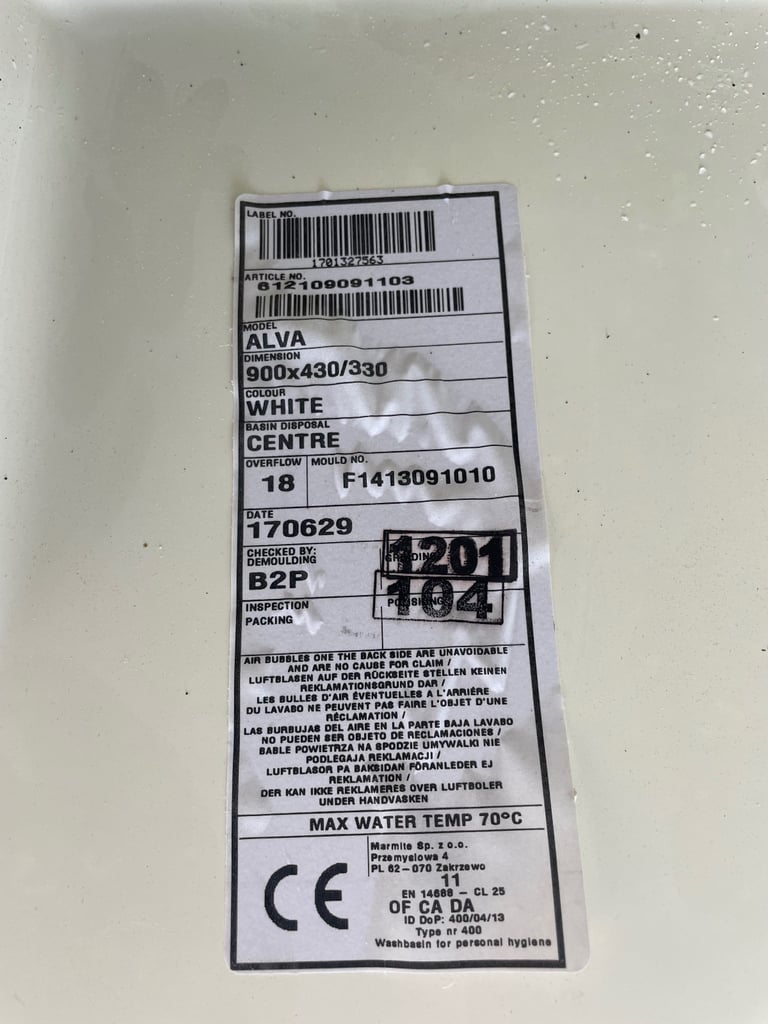 LABEL NO.
1701327563
ARTICLE NO.
612109091103
MODEL
ALVA
DIMENSION
900x430/330
COLOUR
WHITE
BASIN DISPOSAL
CENTRE
OVERFLOW MOULD NO.
18 F1413091010
DATE
170629
CHECKED BY:
DEMOULDING GRINDING 1201
B2P
INSPECTION POLISHING 104
PACKING
AIR BUBBLES ONE THE BACK SIDE ARE UNAVOIDABLE
AND ARE NO CAUSE FOR CLAIM /
LUFTBLASEN AUF DER RÜCKSEITE STELLEN KEINEN
REKLAMATIONSGRUND DAR /
LES BULLES D'AIR ÉVENTUELLES A L'ARRIÉRE
DU LAVABO NE PEUVENT PAS FAIRE L'OBJET D'UNE
RÉCLAMATION /
LAS BURBUJAS DEL AIRE EN LA PARTE BAJA LAVABO
NO PUEDEN SER OBJETO DE RECLAMACIONES /
BABLE POWIETRZA NA SPODZIE UMYWALKI NIE
PODLEGAJA REKLAMACJI /
LUFTBLASOR PA BAKSIDAN FÖRANLEDER EJ
REKLAMATION /
DER KAN IKKE REKLAMERES OVER LUFTBOLER
UNDER HANDVASKEN
MAX WATER TEMP 70°C
CE
Marmite Sp. z o.o.
Przemyslowa 4
PL 62-070 Zakrzewo
11
EN 14688 - CL 25
OF CA DA
ID DoP: 400/04/13
Type nr 400
Washbasin for personal hygiene